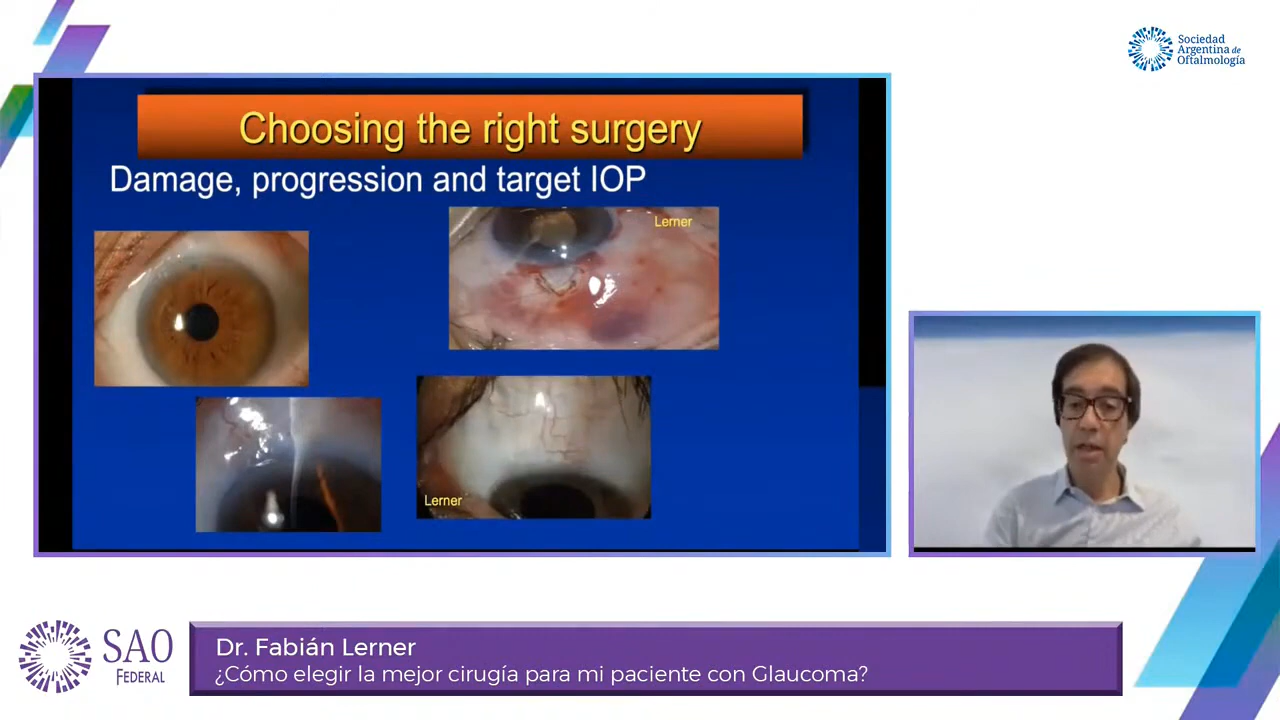 Sociedad
Argentina de
Oftalmología
Choosing the right surgery
Damage, progression and target IOP
Lerner
Lerner
SAO
FEDERAL
Dr. Fabián Lerner
¿Cómo elegir la mejor cirugía para mi paciente con Glaucoma?